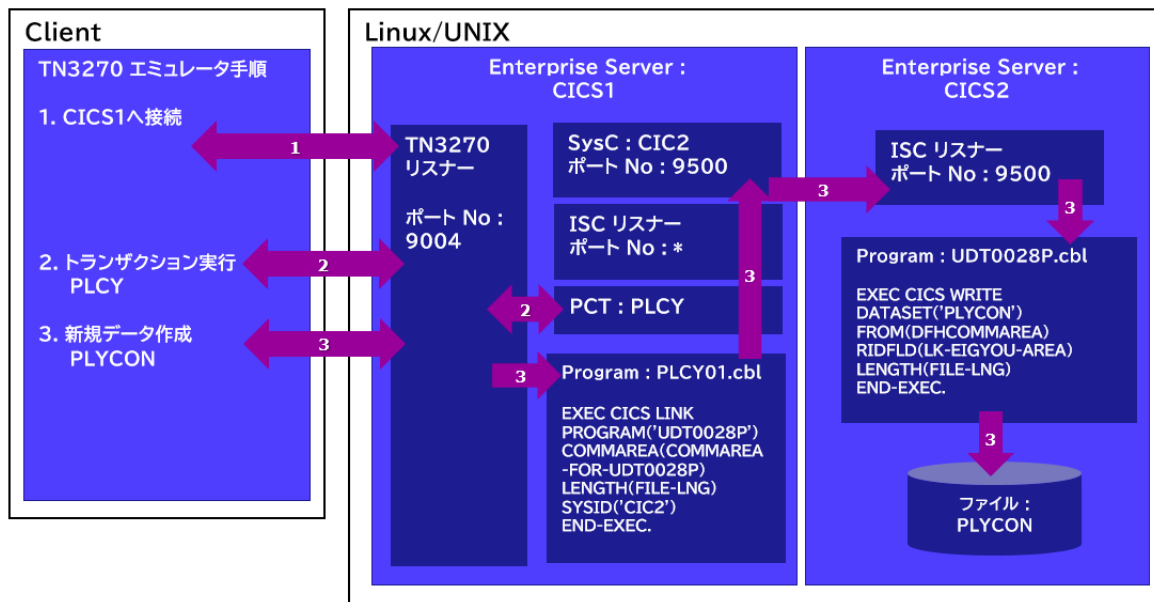 Client
TN3270 エミュレータ手順
1. CICS1へ接続
2. トランザクション実行
PLCY
3. 新規データ作成
PLYCON
1
2
3
Linux/UNIX
Enterprise Server :
CICS1
TN3270
リスナー
ポート No :
9004
SysC : CIC2
ポート No : 9500
ISC リスナー
ポート No : *
2
PCT : PLCY
3
3
Program : PLCY01.cbl
EXEC CICS LINK
PROGRAM('UDT0028P')
COMMAREA(COMMAREA
-FOR-UDT0028P)
LENGTH(FILE-LNG)
SYSID('CIC2')
END-EXEC.
3
Enterprise Server :
CICS2
ISC リスナー
ポート No : 9500
3
Program : UDT0028P.cbl
EXEC CICS WRITE
DATASET('PLYCON')
FROM(DFHCOMMAREA)
RIDFLD(LK-EIGYOU-AREA)
LENGTH(FILE-LNG)
END-EXEC.
3
ファイル :
PLYCON